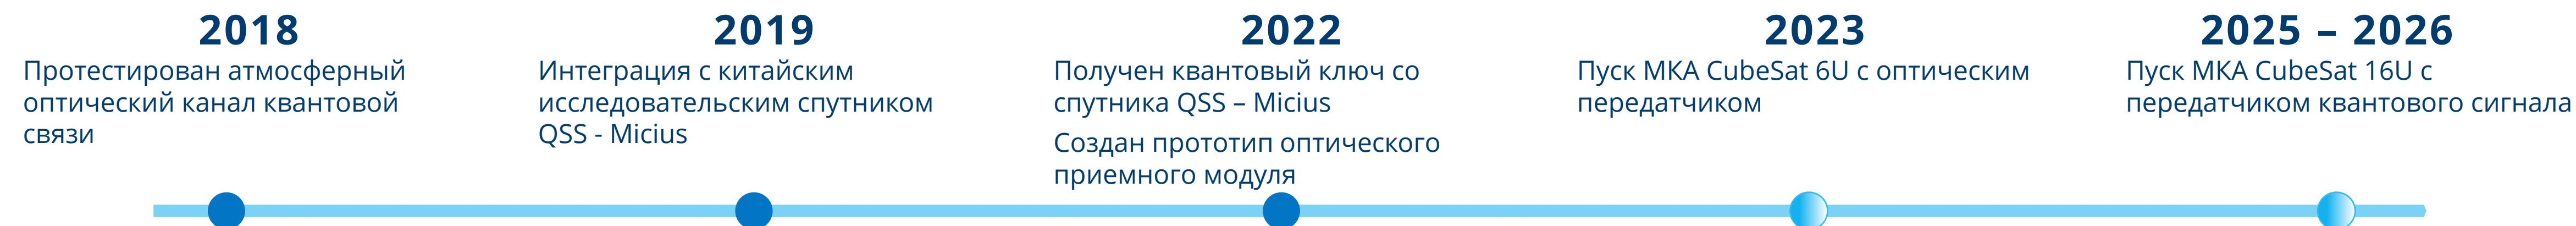 2018
Протестирован атмосферный
оптический канал квантовой
связи
2019
Интеграция с китайским
исследовательским спутником
QSS - Micius
2022
Получен квантовый ключ со
спутника QSS – Micius
Создан прототип оптического
приемного модуля
2023
Пуск МКА CubeSat 6U с оптическим
передатчиком
2025 – 2026
Пуск МКА CubeSat 16U с
передатчиком квантового сигнала